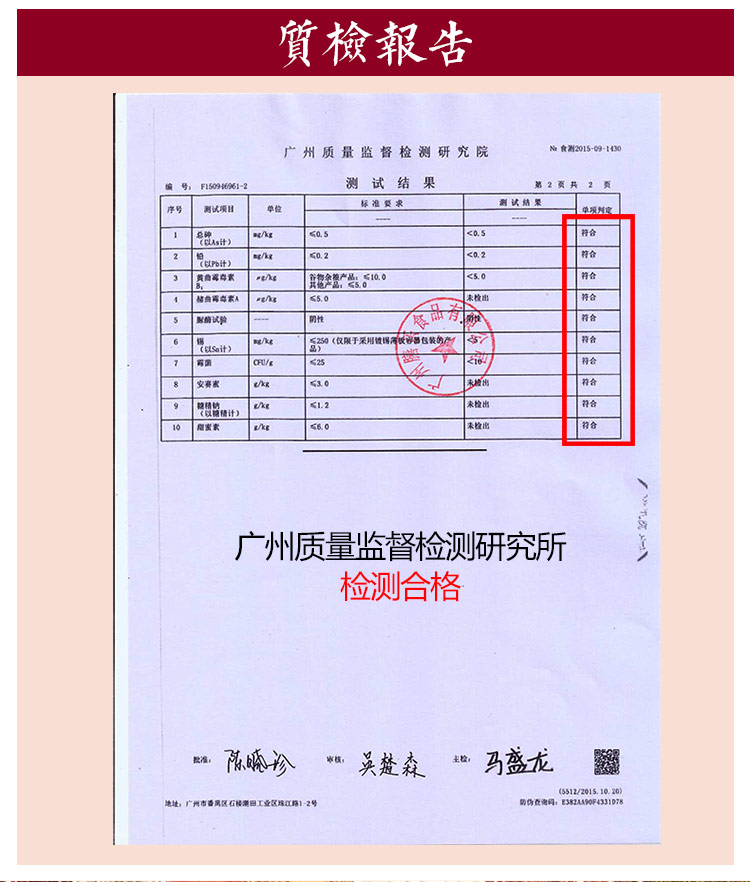 質檢報告
广州质量监督检测研究院
№ 食测2015-09-1430
测试结果
编 号: F150946961-2
第 2 页 共 2 页
序号 测试项目 单位 标准要求 测试结果 单项判定
---- ----
1 总砷（以As计） mg/kg ≤0.5 <0.5 符合
2 铅（以Pb计） mg/kg ≤0.2 <0.2 符合
3 黄曲霉毒素B₁ μg/kg 谷物杂粮产品: ≤10.0 其他产品: ≤5.0 <5.0 符合
4 赭曲霉毒素A μg/kg ≤5.0 未检出 符合
5 脲酶试验 ---- 阴性 阴性 符合
6 锡（以Sn计） mg/kg ≤250（仅限于采用镀锡薄板容器包装的产品） 符合
7 霉菌 CFU/g ≤25 <10 符合
8 安赛蜜 g/kg ≤3.0 未检出 符合
9 糖精钠（以糖精计） g/kg ≤1.2 未检出 符合
10 甜蜜素 g/kg ≤6.0 未检出 符合
广州质量监督检测研究所
检测合格
批准: 陈曦珍 审核: 吴楚森 主检: 马盛龙
(5512/2015.10.20)
地址: 广州市番禺区石楼潮田工业区珠江路1-2号
防伪查询码: E382AA90F4331D78